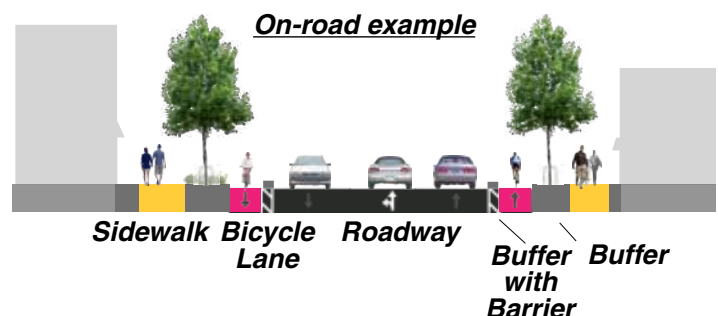 On-road example
Sidewalk Bicycle Lane Roadway
Buffer with Barrier
Buffer